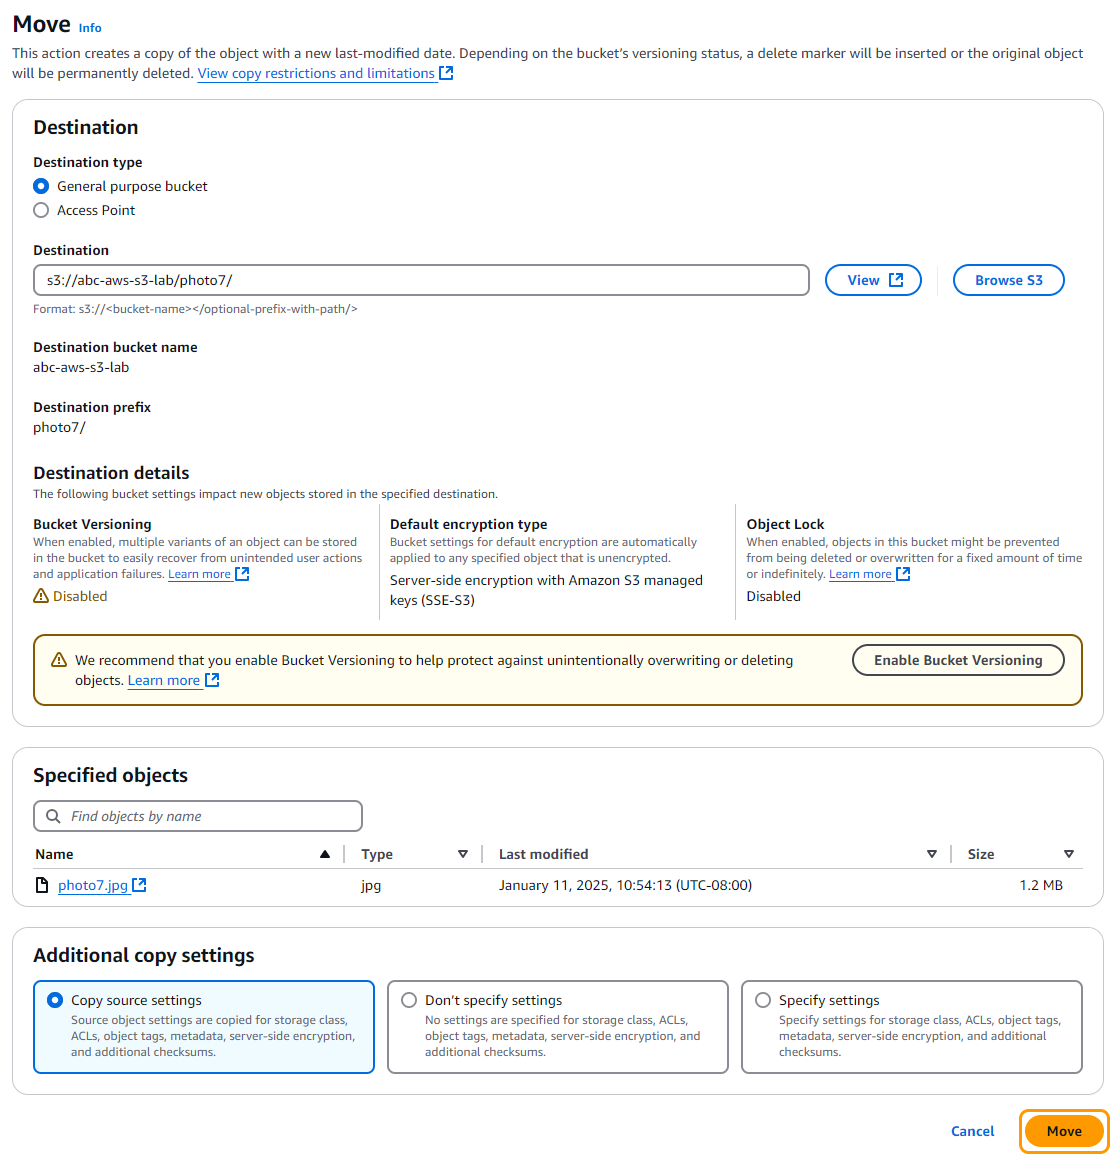 Move Info
This action creates a copy of the object with a new last-modified date. Depending on the bucket's versioning status, a delete marker will be inserted or the original object
will be permanently deleted. View copy restrictions and limitations
Destination
Destination type
General purpose bucket
Access Point
Destination
s3://abc-aws-s3-lab/photo7/
View
Browse S3
Format: s3://<bucket-name></optional-prefix-with-path/>
Destination bucket name
abc-aws-s3-lab
Destination prefix
photo7/
Destination details
The following bucket settings impact new objects stored in the specified destination.
Bucket Versioning
When enabled, multiple variants of an object can be stored
in the bucket to easily recover from unintended user actions
and application failures. Learn more
Disabled
Default encryption type
Bucket settings for default encryption are automatically
applied to any specified object that is unencrypted.
Server-side encryption with Amazon S3 managed
keys (SSE-S3)
Object Lock
When enabled, objects in this bucket might be prevented
from being deleted or overwritten for a fixed amount of time
or indefinitely. Learn more
Disabled
We recommend that you enable Bucket Versioning to help protect against unintentionally overwriting or deleting
objects. Learn more
Enable Bucket Versioning
Specified objects
Find objects by name
Name Type Last modified Size
photo7.jpg jpg January 11, 2025, 10:54:13 (UTC-08:00) 1.2 MB
Additional copy settings
Copy source settings
Source object settings are copied for storage class,
ACLs, object tags, metadata, server-side encryption,
and additional checksums.
Don't specify settings
No settings are specified for storage class, ACLs,
object tags, metadata, server-side encryption, and
additional checksums.
Specify settings
Specify settings for storage class, ACLs, object tags,
metadata, server-side encryption, and additional
checksums.
Cancel
Move